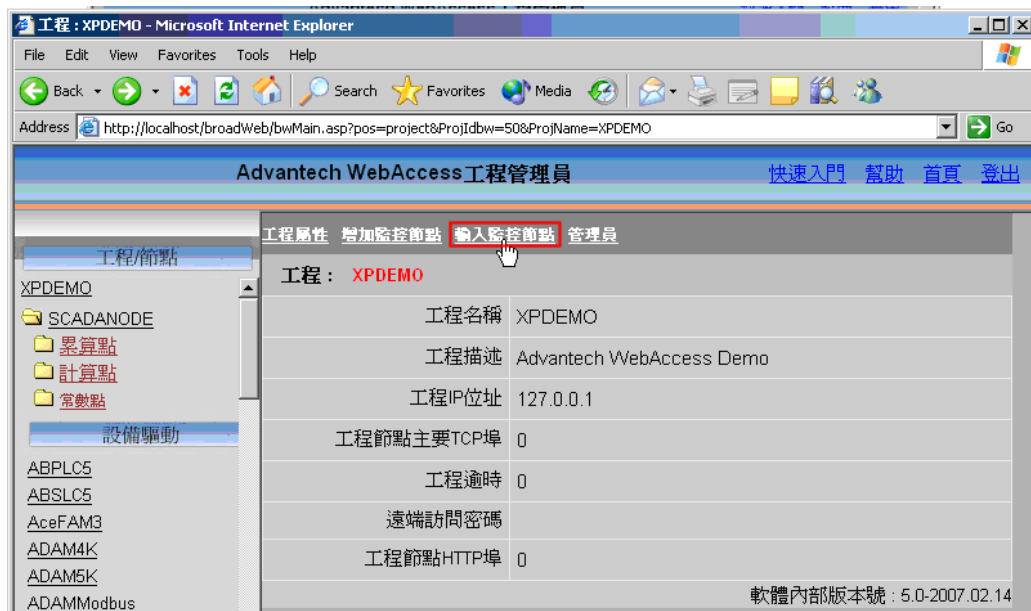 工程 : XPDEMO - Microsoft Internet Explorer
File Edit View Favorites Tools Help
Back Search Favorites Media
Address http://localhost/broadWeb/bwMain.asp?pos=project&ProjIdbw=50&ProjName=XPDEMO Go
Advantech WebAccess工程管理員 快速入門 幫助 首頁 登出
工程屬性 增加監控節點 輸入監控節點 管理員
工程/節點
工程 : XPDEMO
XPDEMO
SCADANODE
累算點
計算點
常數點
工程名稱 XPDEMO
工程描述 Advantech WebAccess Demo
工程IP位址 127.0.0.1
工程節點主要TCP埠 0
工程逾時 0
遠端訪問密碼
工程節點HTTP埠 0
設備驅動
ABPLC5
ABSLC5
AceFAM3
ADAM4K
ADAM5K
ADAMModbus
軟體內部版本號 : 5.0-2007.02.14